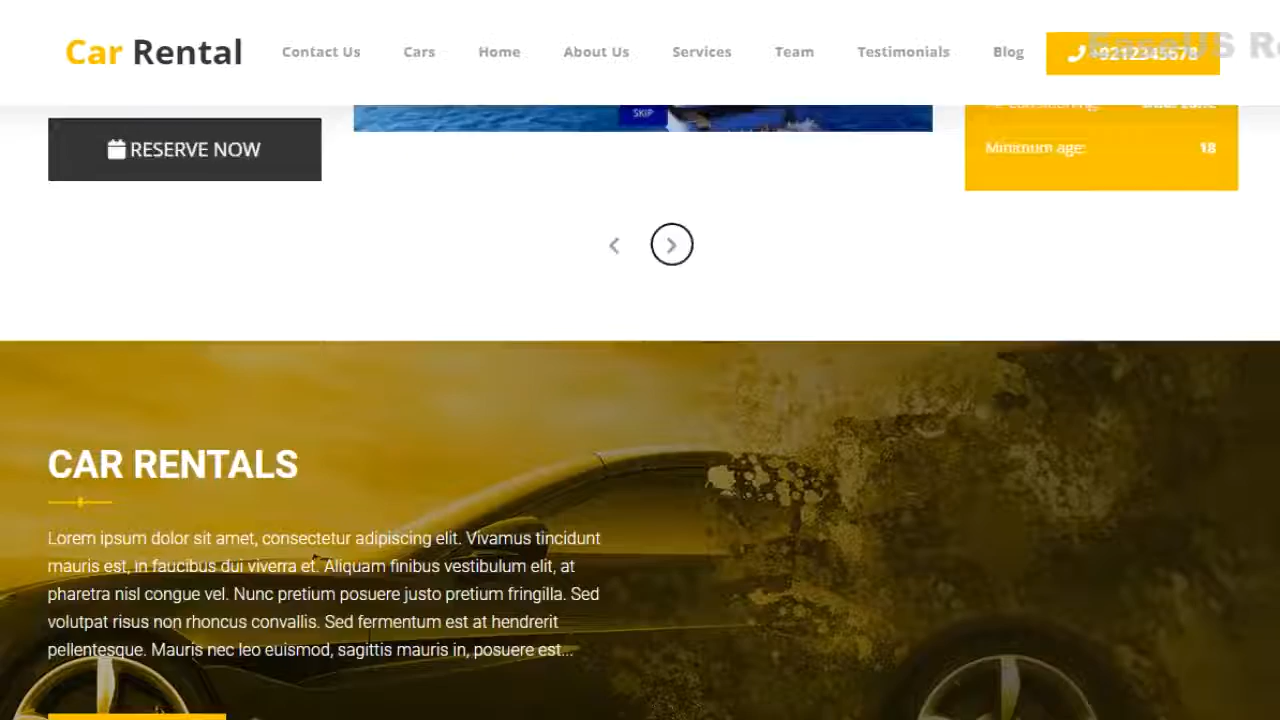 Car Rental
Contact Us
Cars
Home
About Us
Services
Team
Testimonials
Blog
+9212345678
SKIP
RESERVE NOW
Minimum age:
18
CAR RENTALS
Lorem ipsum dolor sit amet, consectetur adipiscing elit. Vivamus tincidunt
mauris est, in faucibus dui viverra et. Aliquam finibus vestibulum elit, at
pharetra nisl congue vel. Nunc pretium posuere justo pretium fringilla. Sed
volutpat risus non rhoncus convallis. Sed fermentum est at hendrerit
pellentesque. Mauris nec leo euismod, sagittis mauris in, posuere est...